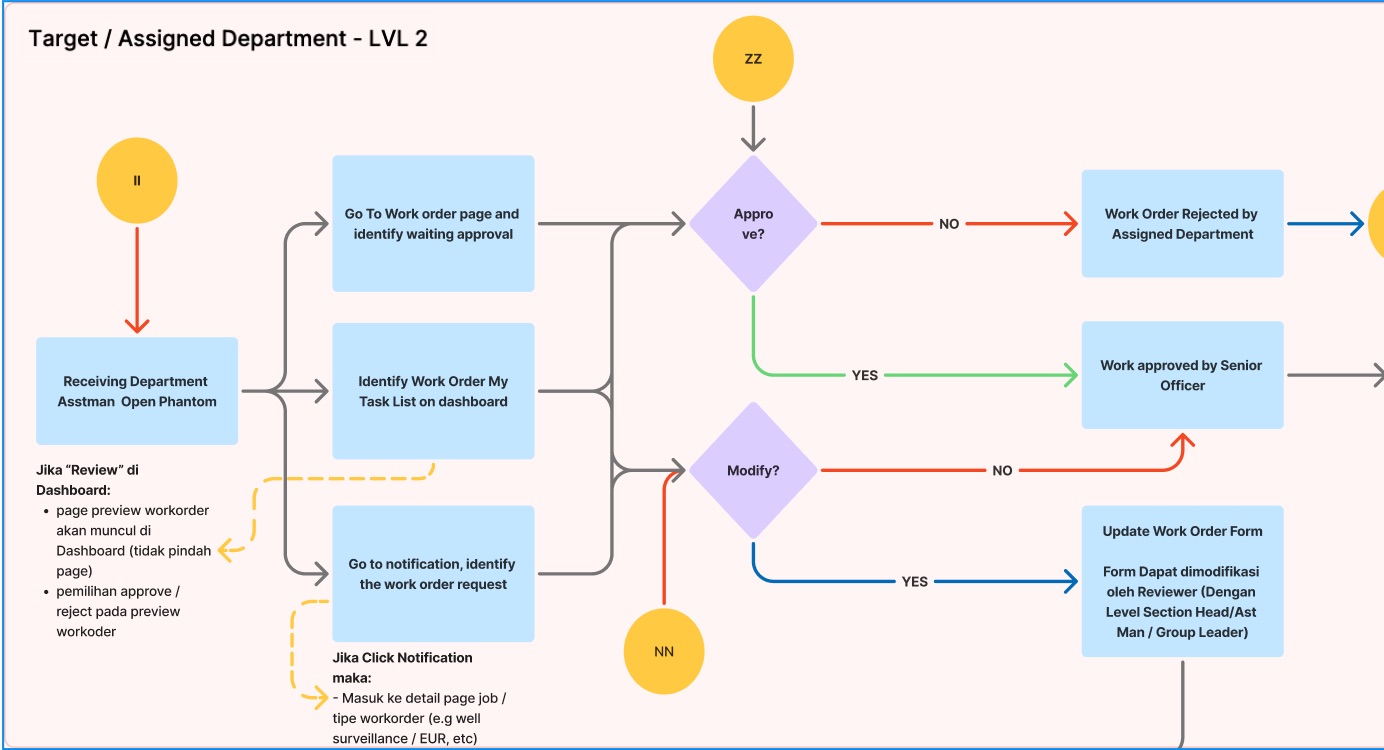 Target / Assigned Department - LVL 2
ZZ
II
Go To Work order page and
identify waiting approval
Appro
ve?
NO
Work Order Rejected by
Assigned Department
Receiving Department
Asstman Open Phantom
Identify Work Order My
Task List on dashboard
YES
Work approved by Senior
Officer
Jika “Review” di
Dashboard:
• page preview workorder
akan muncul di
Dashboard (tidak pindah
page)
• pemilihan approve /
reject pada preview
workoder
Modify?
NO
Go to notification, identify
the work order request
YES
Update Work Order Form
Form Dapat dimodifikasi
oleh Reviewer (Dengan
Level Section Head/Ast
Man / Group Leader)
NN
Jika Click Notification
maka:
- Masuk ke detail page job /
tipe workorder (e.g well
surveillance / EUR, etc)